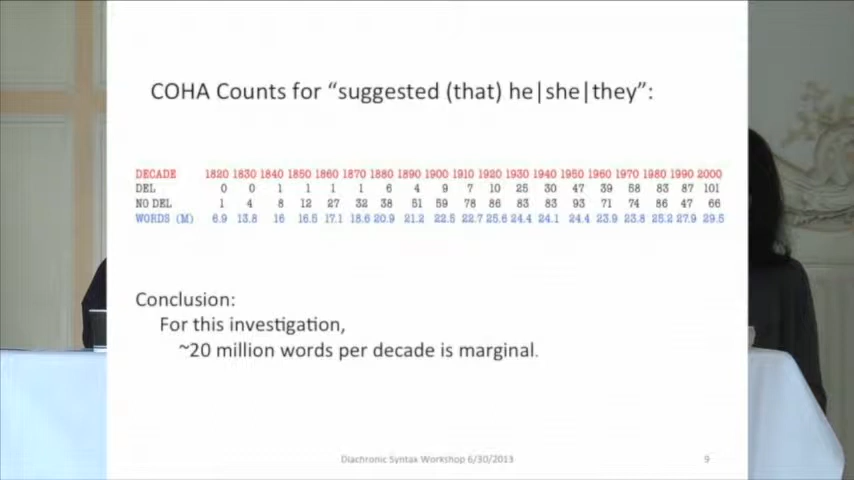 COHA Counts for “suggested (that) he|she|they”:
DECADE 1820 1830 1840 1850 1860 1870 1880 1890 1900 1910 1920 1930 1940 1950 1960 1970 1980 1990 2000
DEL 0 0 1 1 1 1 6 4 9 7 10 25 30 47 39 58 83 87 101
NO DEL 1 4 8 12 27 32 38 51 59 78 86 83 83 93 71 74 86 47 66
WORDS (M) 6.9 13.8 16 16.5 17.1 18.6 20.9 21.2 22.5 22.7 25.6 24.4 24.1 24.4 23.9 23.8 25.2 27.9 29.5
Conclusion:
For this investigation,
~20 million words per decade is marginal.
Diachronic Syntax Workshop 6/30/2013 9